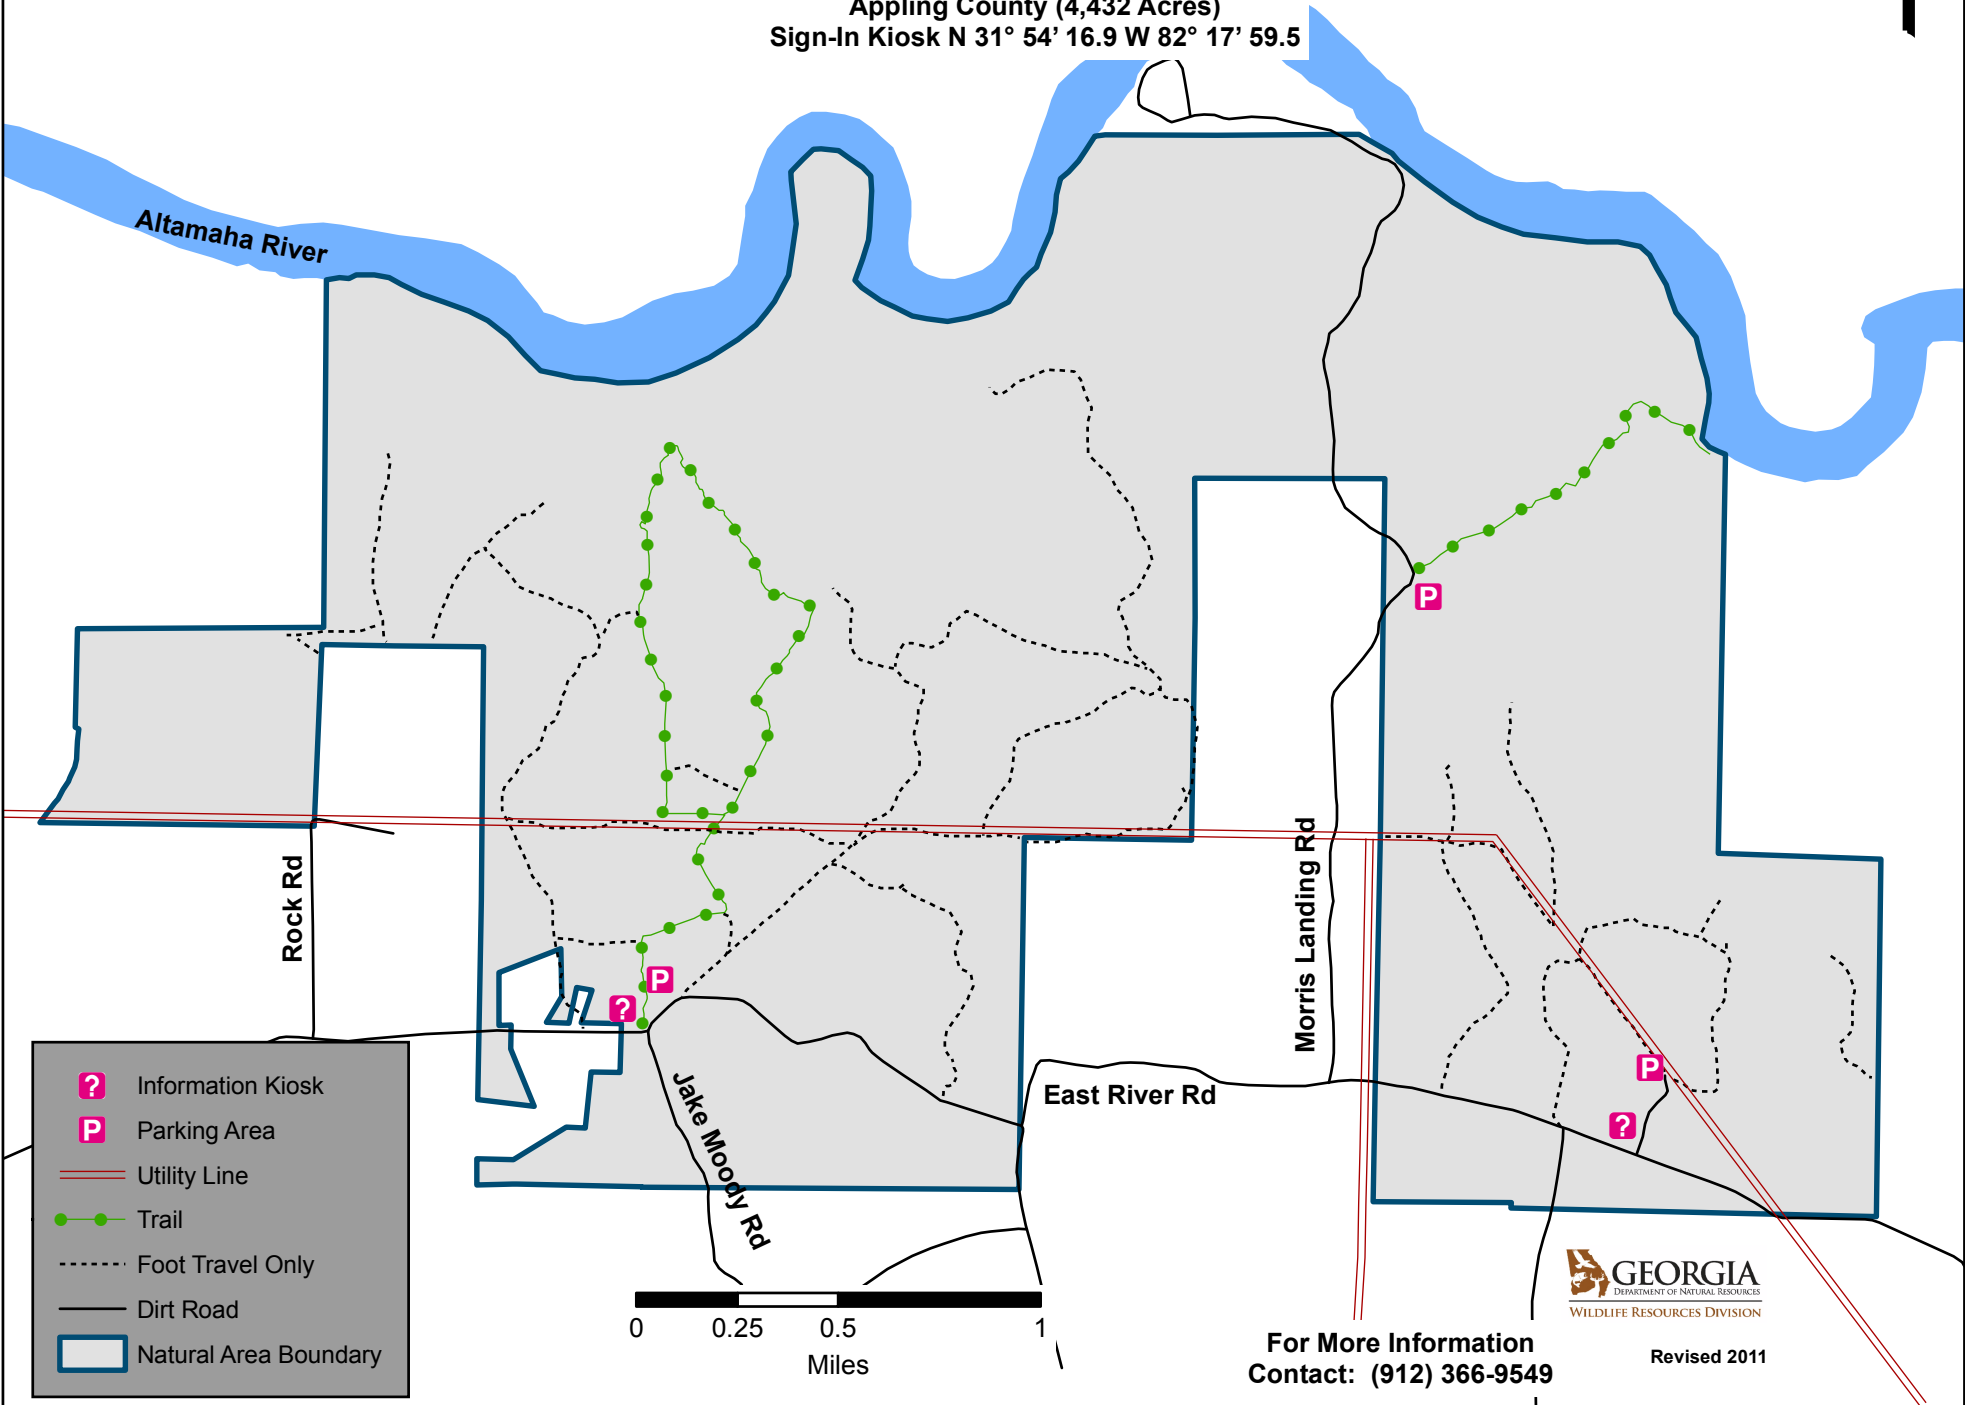 Appling County (4,432 Acres)
Sign-In Kiosk N 31° 54’ 16.9 W 82° 17’ 59.5
Altamaha River
Rock Rd
Morris Landing Rd
Jake Moody Rd
East River Rd
? Information Kiosk
P Parking Area
Utility Line
Trail
Foot Travel Only
Dirt Road
Natural Area Boundary
P
?
P
P
?
0 0.25 0.5 1
Miles
GEORGIA
DEPARTMENT OF NATURAL RESOURCES
WILDLIFE RESOURCES DIVISION
For More Information
Contact: (912) 366-9549
Revised 2011